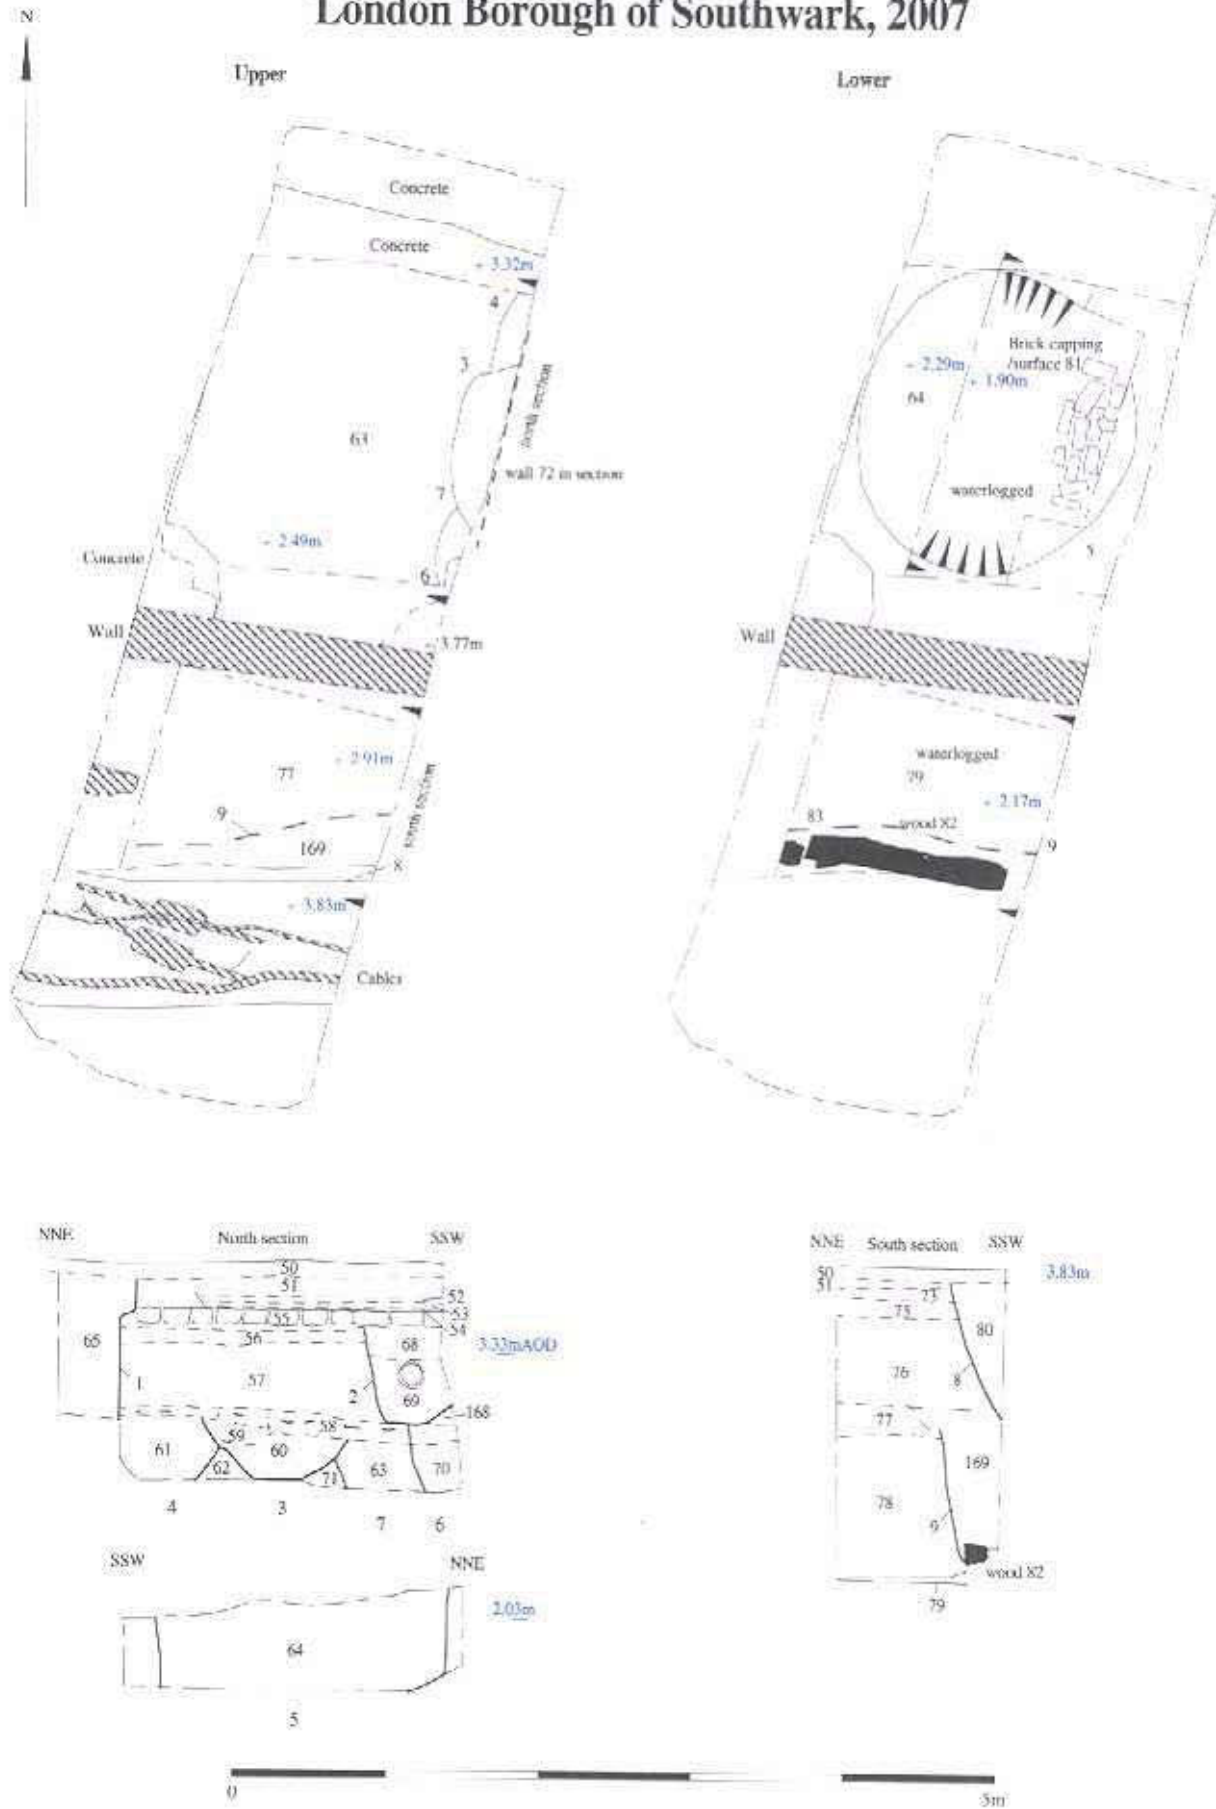 London Borough of Southwark, 2007
N
Upper
Lower
Concrete
Concrete
3.32m
4
3
north section
63
wall 72 in section
7
2.49m
Concrete
6
Wall
3.77m
2.91m
77
south section
9
169
8
3.83m
Cables
Brick capping
/surface 81
2.29m
1.90m
64
waterlogged
5
Wall
waterlogged
79
2.17m
83
wood 82
9
NNE
North section
SSW
50
51
52
53
54
55
56
65
68
3.33mAOD
1
57
2
69
168
58
59
60
61
62
71
63
70
4
3
7
6
SSW
NNE
2.03m
64
5
NNE
South section
SSW
50
51
73
75
3.83m
80
76
8
77
169
78
9
wood 82
79
0
5m